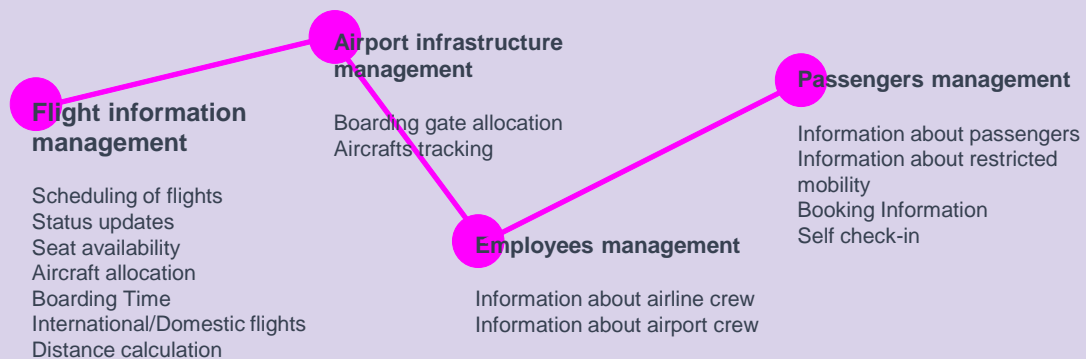 Flight information
management
Scheduling of flights
Status updates
Seat availability
Aircraft allocation
Boarding Time
International/Domestic flights
Distance calculation
Airport infrastructure
management
Boarding gate allocation
Aircrafts tracking
Employees management
Information about airline crew
Information about airport crew
Passengers management
Information about passengers
Information about restricted
mobility
Booking Information
Self check-in